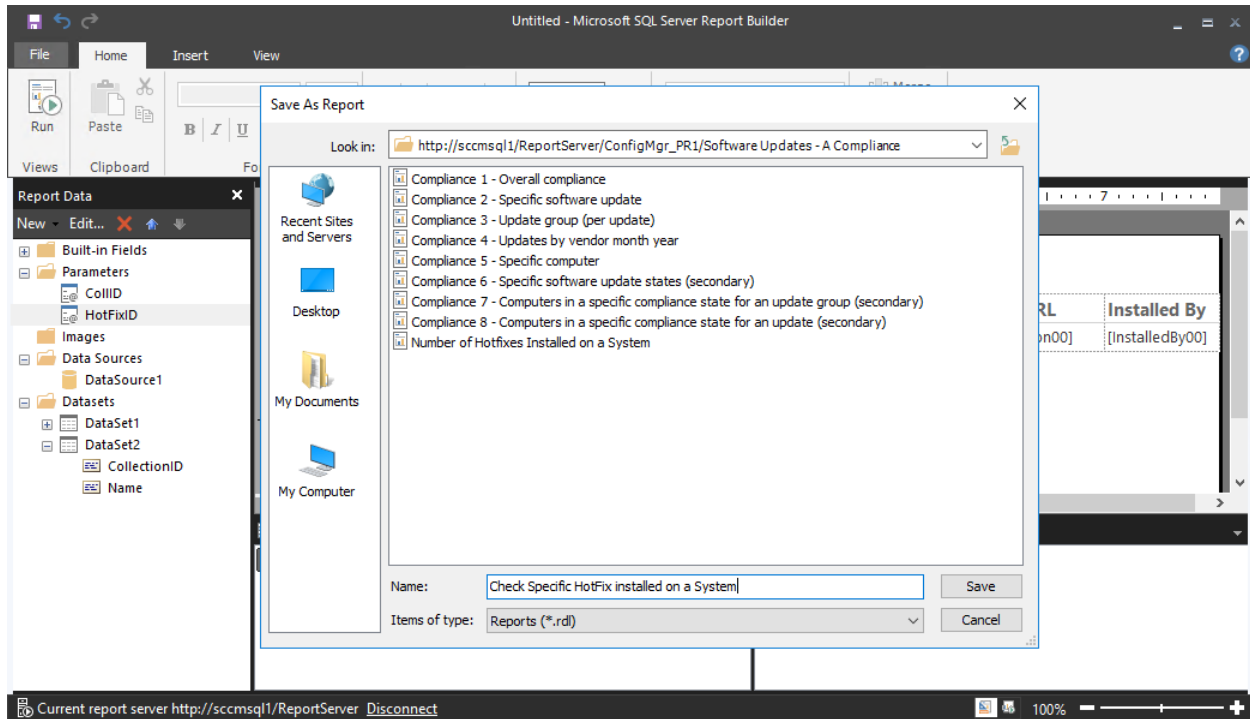 Untitled - Microsoft SQL Server Report Builder
File Home Insert View
Run
Paste
B I U
Views Clipboard Fo
Report Data
New Edit...
Built-in Fields
Parameters
CollID
HotFixID
Images
Data Sources
DataSource1
Datasets
DataSet1
DataSet2
CollectionID
Name
Save As Report
Look in: http://sccmsql1/ReportServer/ConfigMgr_PR1/Software Updates - A Compliance
Recent Sites and Servers
Desktop
My Documents
My Computer
Compliance 1 - Overall compliance
Compliance 2 - Specific software update
Compliance 3 - Update group (per update)
Compliance 4 - Updates by vendor month year
Compliance 5 - Specific computer
Compliance 6 - Specific software update states (secondary)
Compliance 7 - Computers in a specific compliance state for an update group (secondary)
Compliance 8 - Computers in a specific compliance state for an update (secondary)
Number of Hotfixes Installed on a System
Name: Check Specific HotFix installed on a System
Save
Items of type: Reports (*.rdl)
Cancel
7
RL Installed By
on00] [InstalledBy00]
Current report server http://sccmsql1/ReportServer Disconnect
100%